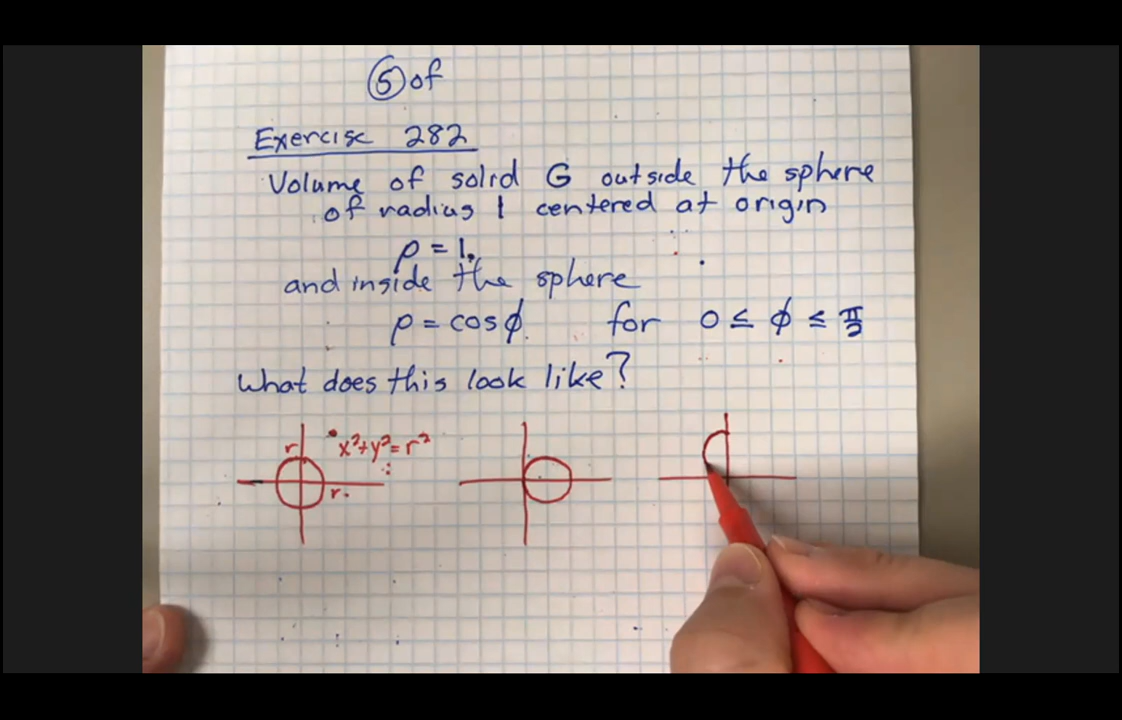 ⑤ of
Exercise 282
Volume of solid G outside the sphere
of radius 1 centered at origin
ρ = 1,
and inside the sphere
ρ = cosϕ for 0 ≤ ϕ ≤ π/2
What does this look like?
r x²+y²=r²
r